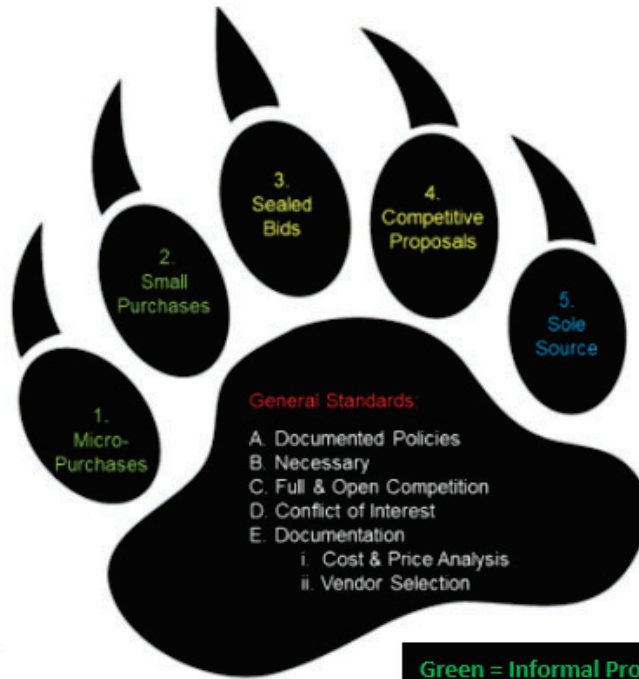 3.
Sealed
Bids
4.
Competitive
Proposals
2.
Small
Purchases
5.
Sole
Source
1.
Micro-
Purchases
General Standards:
A. Documented Policies
B. Necessary
C. Full & Open Competition
D. Conflict of Interest
E. Documentation
i. Cost & Price Analysis
ii. Vendor Selection
Green = Informal Pro